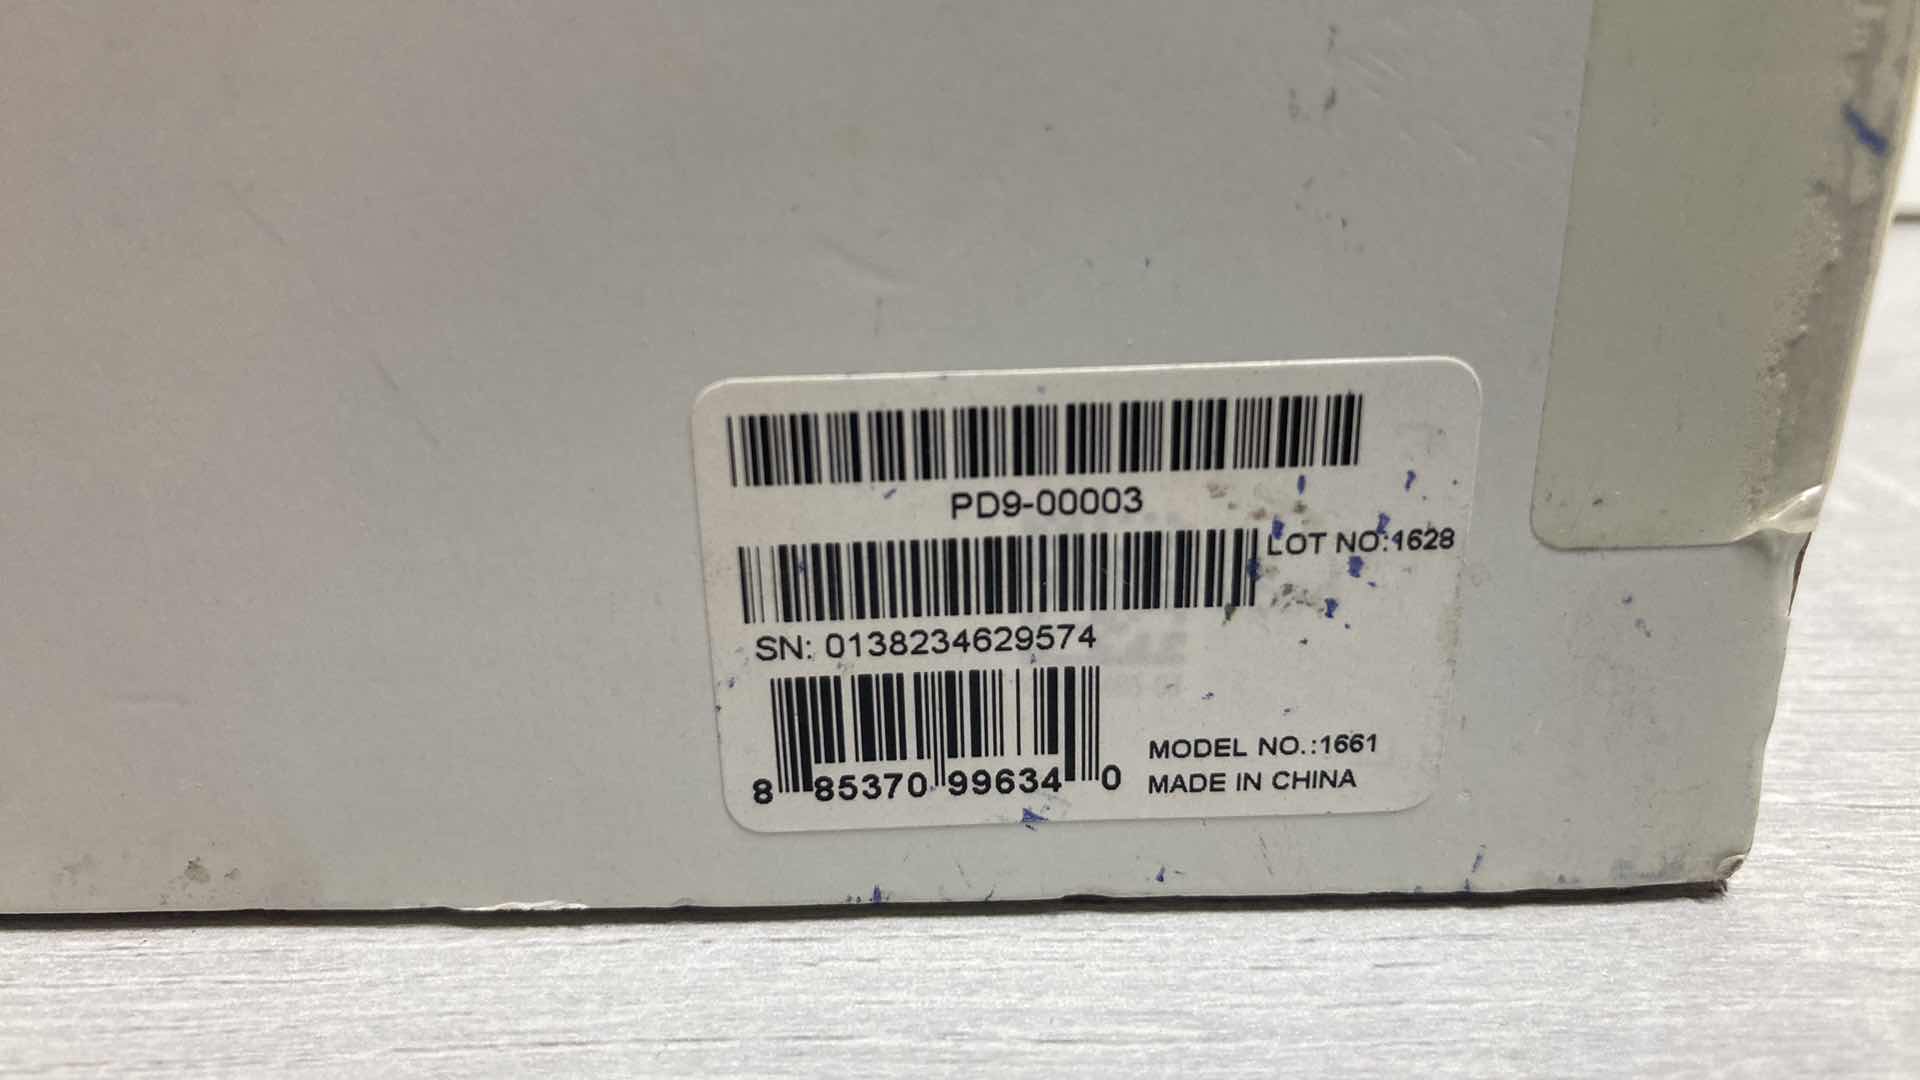 PD9-00003
LOT NO:1628
SN: 0138234629574
8 85370 99634 0
MODEL NO.:1661
MADE IN CHINA